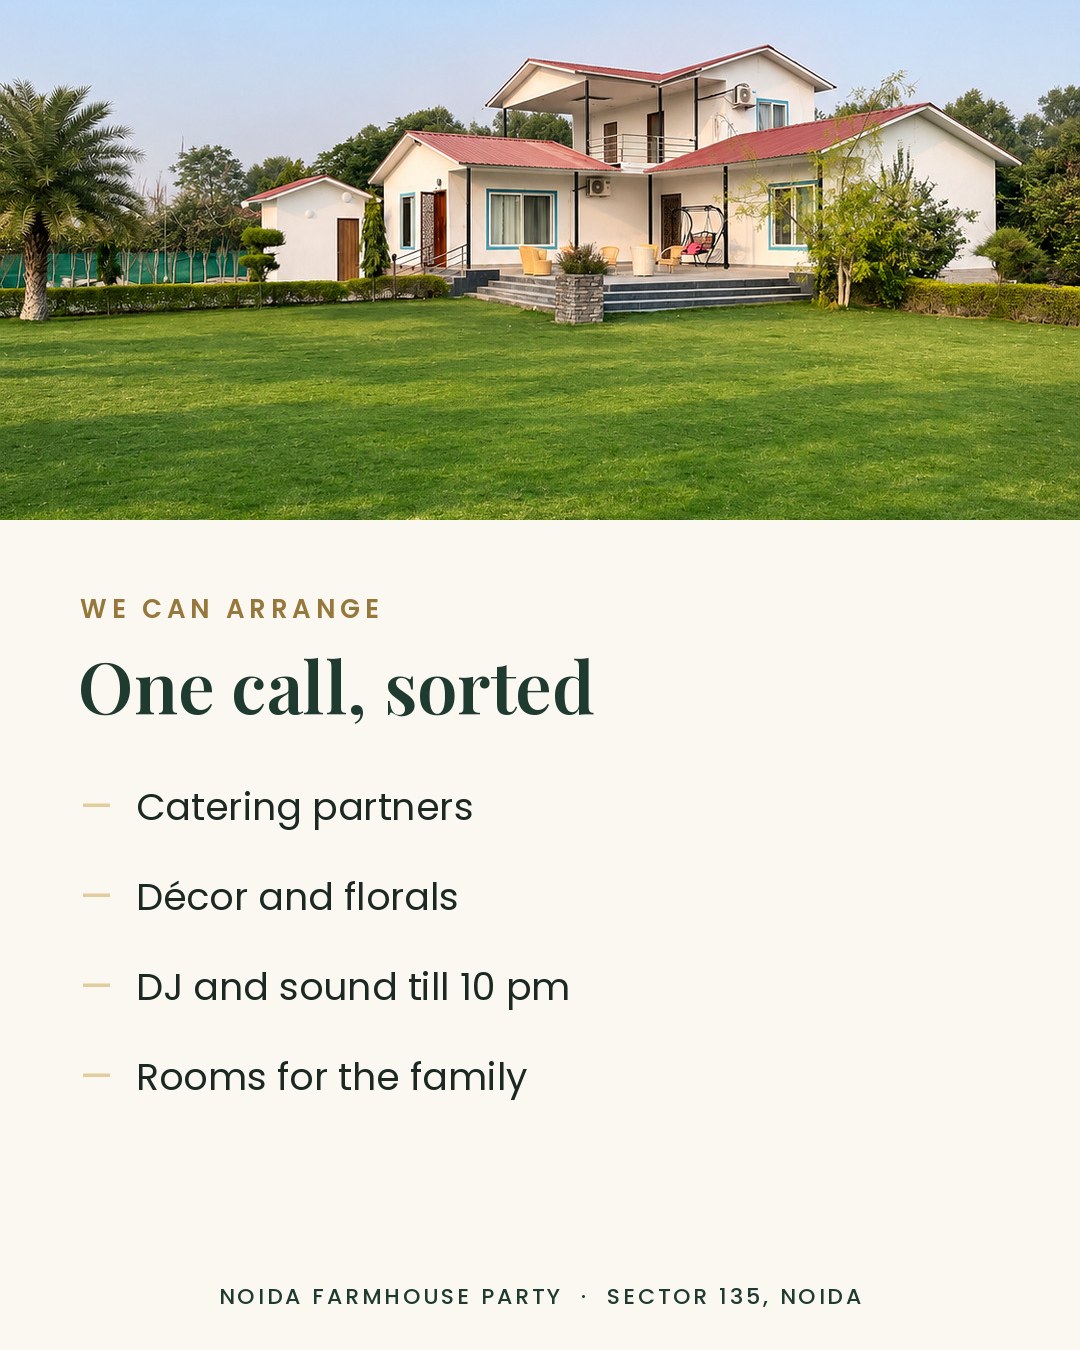 WE CAN ARRANGE
One call, sorted
— Catering partners
— Décor and florals
— DJ and sound till 10 pm
— Rooms for the family
NOIDA FARMHOUSE PARTY · SECTOR 135, NOIDA